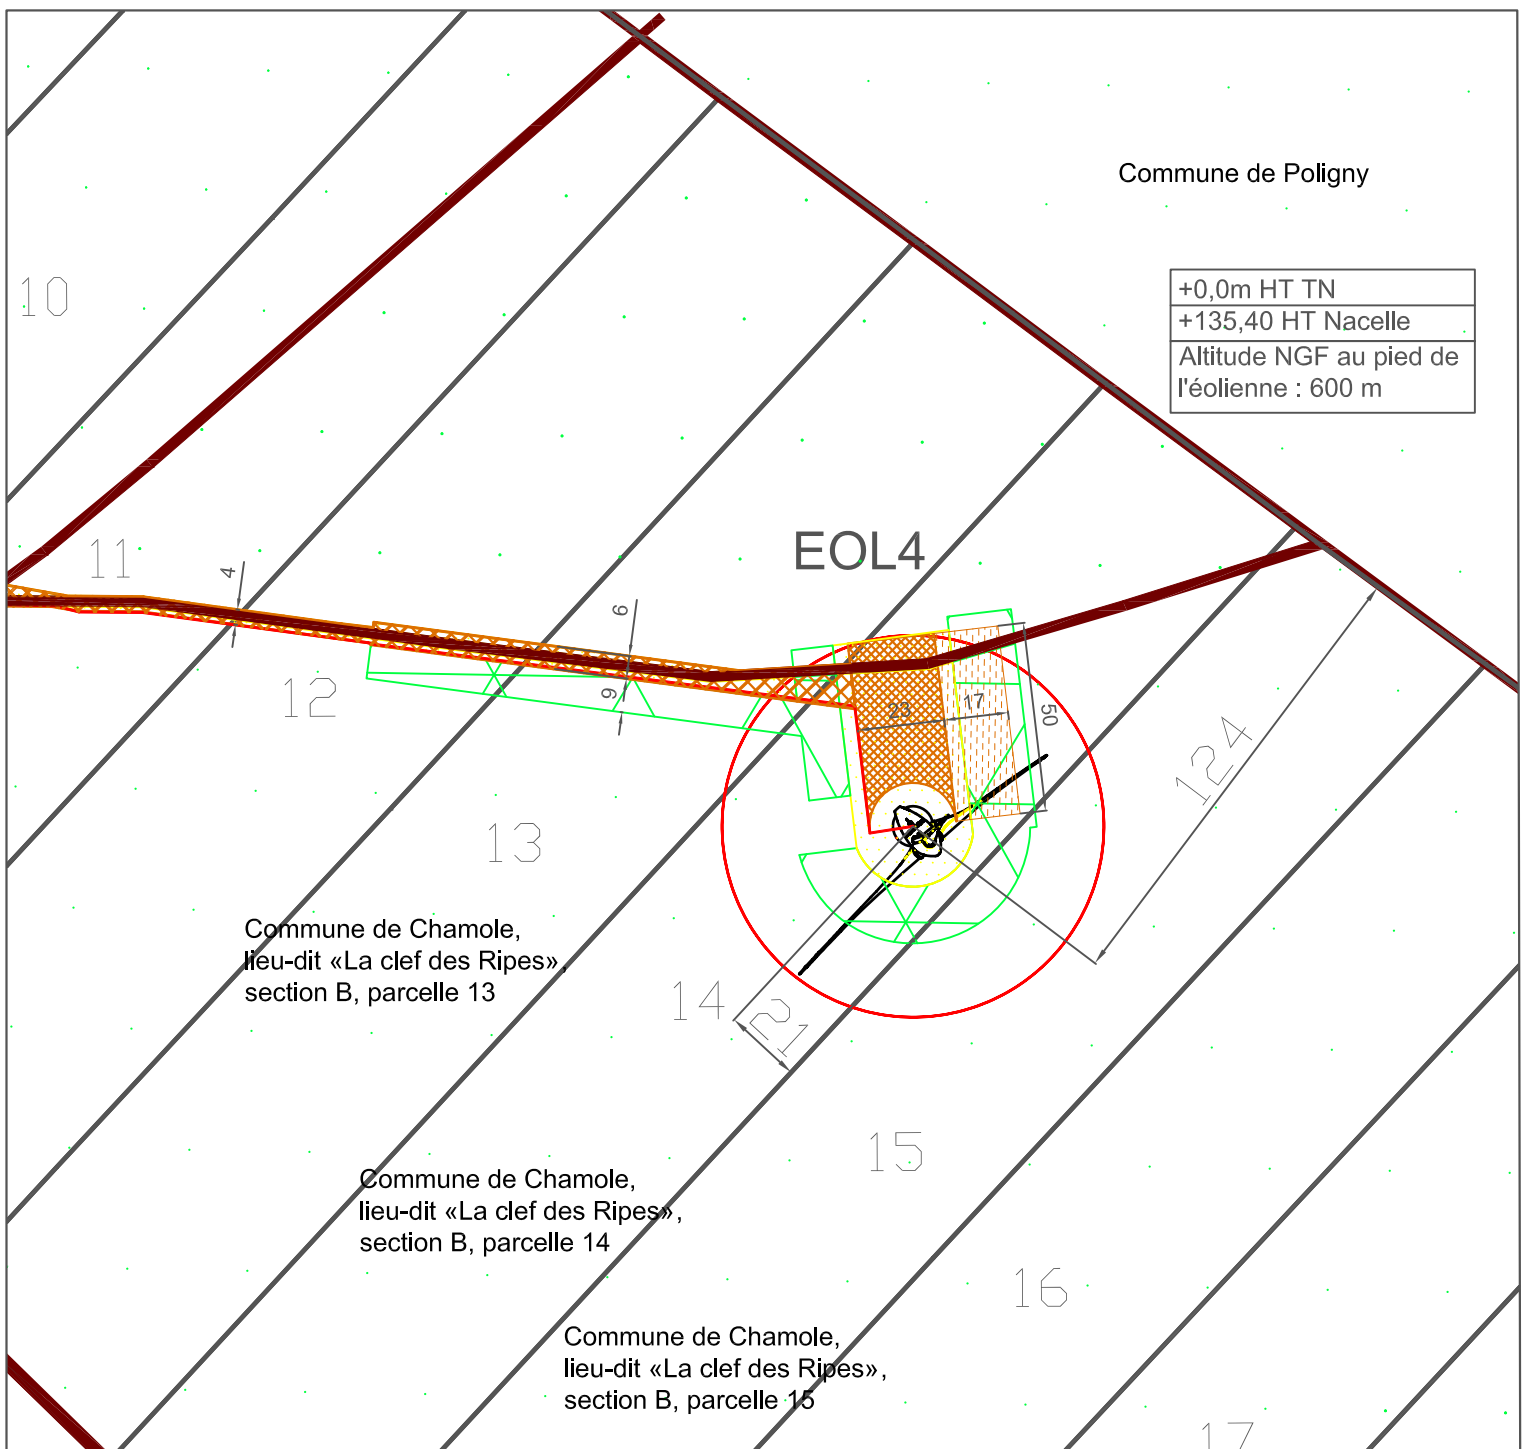 Commune de Poligny
+0,0m HT TN
+135,40 HT Nacelle
Altitude NGF au pied de
l'éolienne : 600 m
10
11
4
EOL4
6
12
9
23
17
50
124
13
Commune de Chamole,
lieu-dit «La clef des Ripes»,
section B, parcelle 13
14
21
15
Commune de Chamole,
lieu-dit «La clef des Ripes»,
section B, parcelle 14
16
Commune de Chamole,
lieu-dit «La clef des Ripes»,
section B, parcelle 15
17